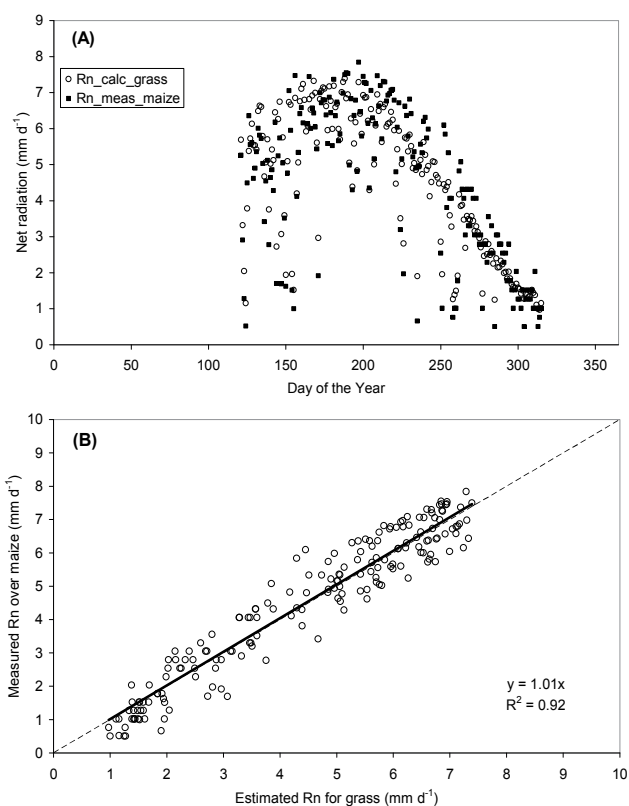 (A)
Rn_calc_grass
Rn_meas_maize
9
8
7
6
5
4
3
2
1
0
Net radiation (mm d⁻¹)
0 50 100 150 200 250 300 350
Day of the Year
(B)
10
9
8
7
6
5
4
3
2
1
0
Measured Rn over maize (mm d⁻¹)
y = 1.01x
R² = 0.92
0 1 2 3 4 5 6 7 8 9 10
Estimated Rn for grass (mm d⁻¹)